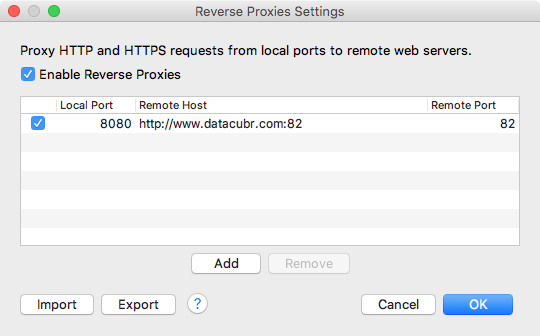 Reverse Proxies Settings
Proxy HTTP and HTTPS requests from local ports to remote web servers.
Enable Reverse Proxies
Local Port Remote Host Remote Port
8080 http://www.datacubr.com:82 82
Add Remove
Import Export ? Cancel OK